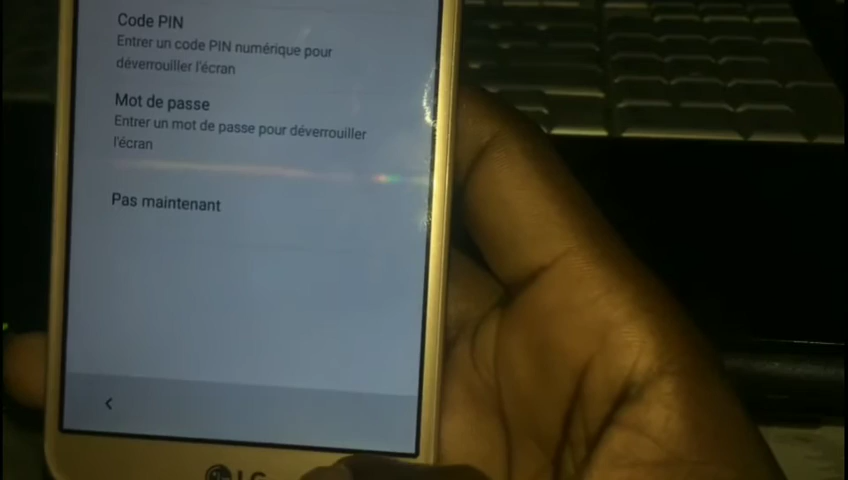 Code PIN
Entrer un code PIN numérique pour
déverrouiller l'écran
Mot de passe
Entrer un mot de passe pour déverrouiller
l'écran
Pas maintenant
LG